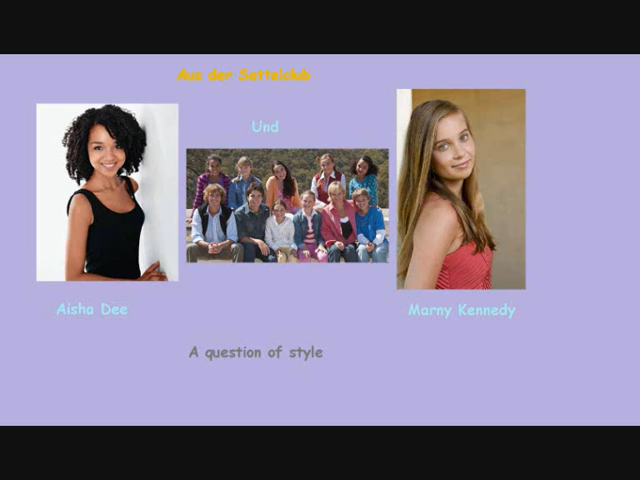 Aus der Sattelclub
Und
Aisha Dee
Marny Kennedy
A question of style